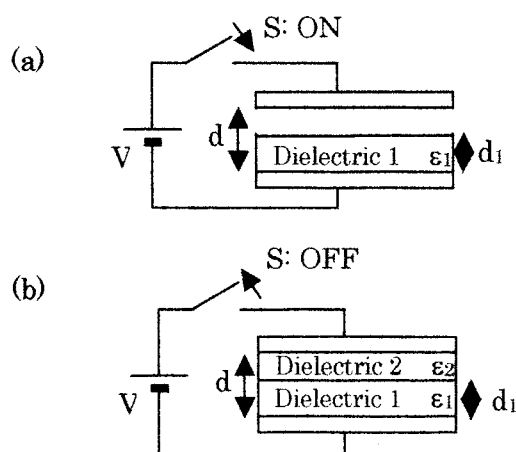 S: ON
(a)
d
Dielectric 1 ε1
d1
V
S: OFF
(b)
Dielectric 2 ε2
d
Dielectric 1 ε1
d1
V